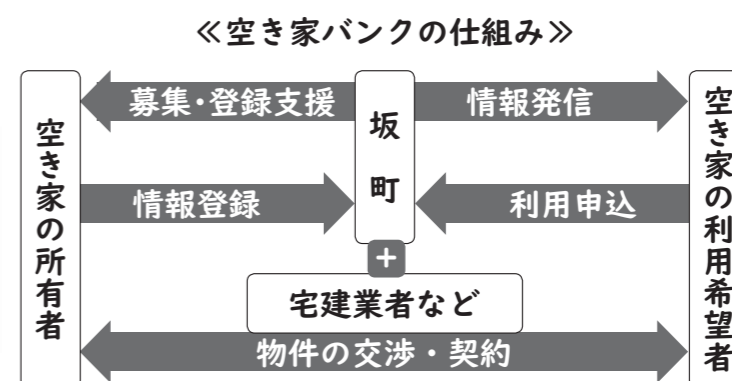 ≪空き家バンクの仕組み≫
空き家の所有者
募集・登録支援
坂町
情報発信
空き家の利用希望者
情報登録
利用申込
+
宅建業者など
物件の交渉・契約